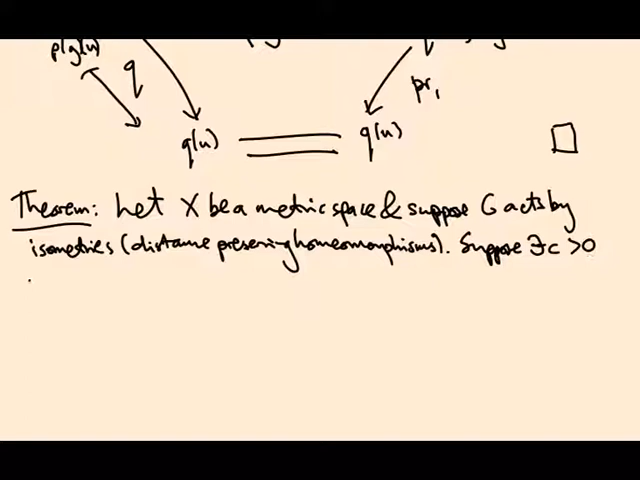 p(g(u))
q
pr₁
q(u) q(u) □
Theorem: Let X be a metric space & suppose G acts by
isometries (distance preserving homeomorphisms). Suppose ∃c >0